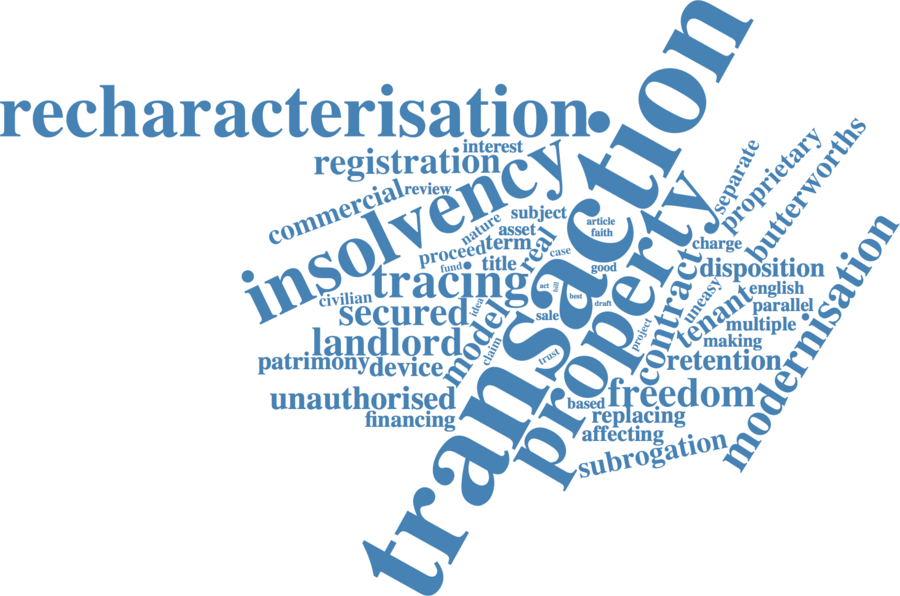 transaction
recharacterisation
interest
registration
insolvency
separate
proprietary
butterworths
commercial
review
nature
subject
article
faith
property
modernisation
asset
real
proceed
term
case
charge
fund
title
good
disposition
tracing
act
bill
best
draft
contract
uneasy
english
civilian
idea
tenant
parallel
secured
model
sale
project
multiple
landlord
claim
trust
making
patrimony
device
retention
unauthorised
based
freedom
financing
replacing
affecting
subrogation